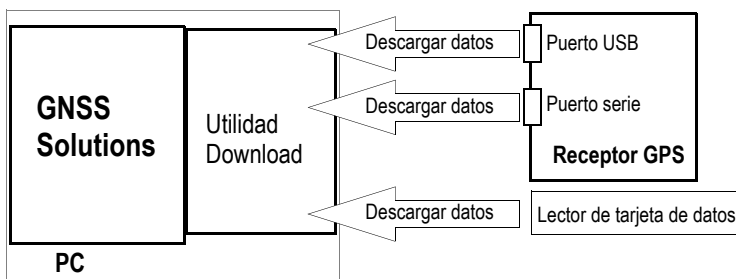 GNSS
Solutions
Utilidad
Download
PC
Descargar datos
Descargar datos
Descargar datos
Puerto USB
Puerto serie
Receptor GPS
Lector de tarjeta de datos